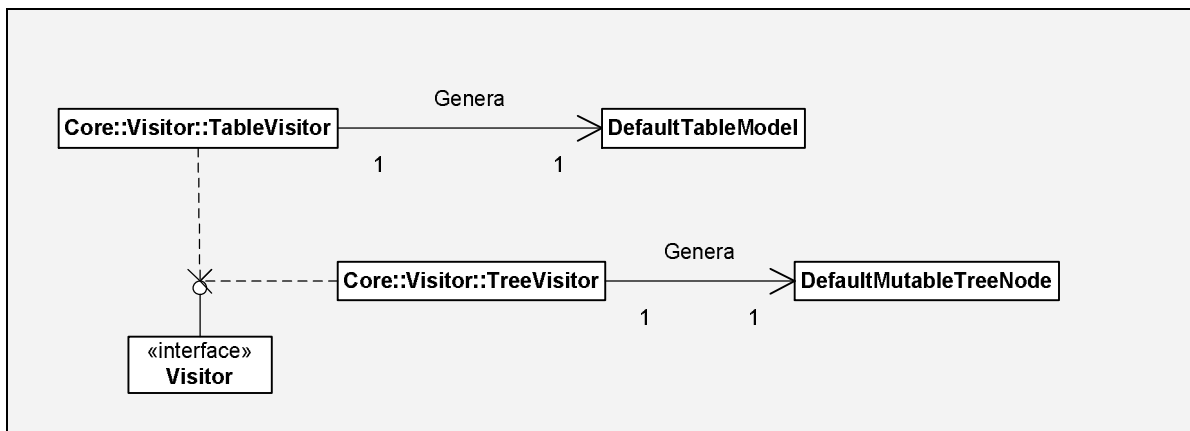 Genera
Core::Visitor::TableVisitor
DefaultTableModel
1
1
Genera
Core::Visitor::TreeVisitor
DefaultMutableTreeNode
1
1
«interface»
Visitor